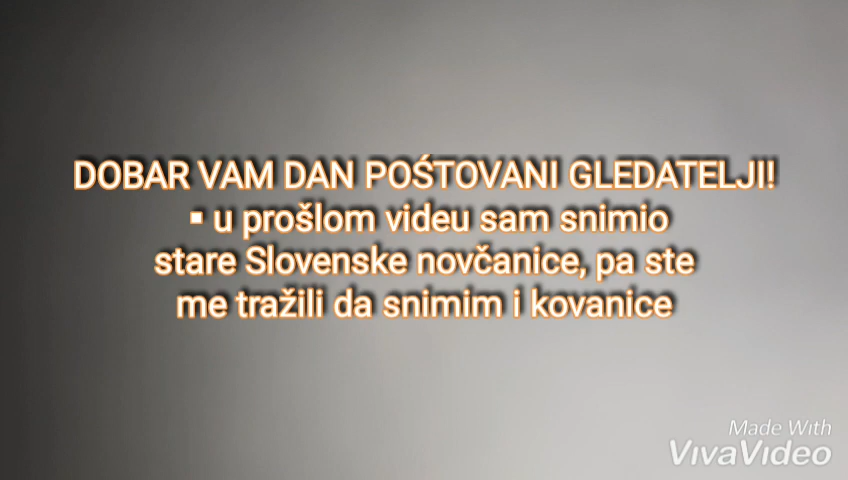 DOBAR VAM DAN POŚTOVANI GLEDATELJI!
▪ u prošlom videu sam snimio
stare Slovenske novčanice, pa ste
me tražili da snimim i kovanice
Made With
VivaVideo